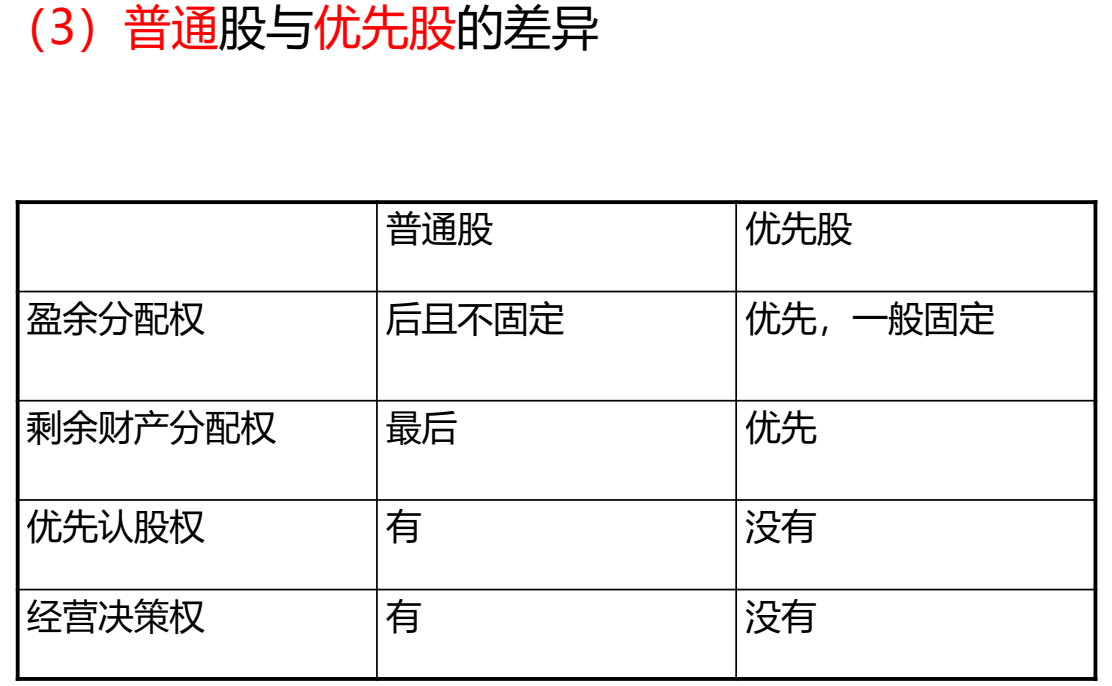 （3）普通股与优先股的差异
普通股 优先股
盈余分配权 后且不固定 优先，一般固定
剩余财产分配权 最后 优先
优先认股权 有 没有
经营决策权 有 没有